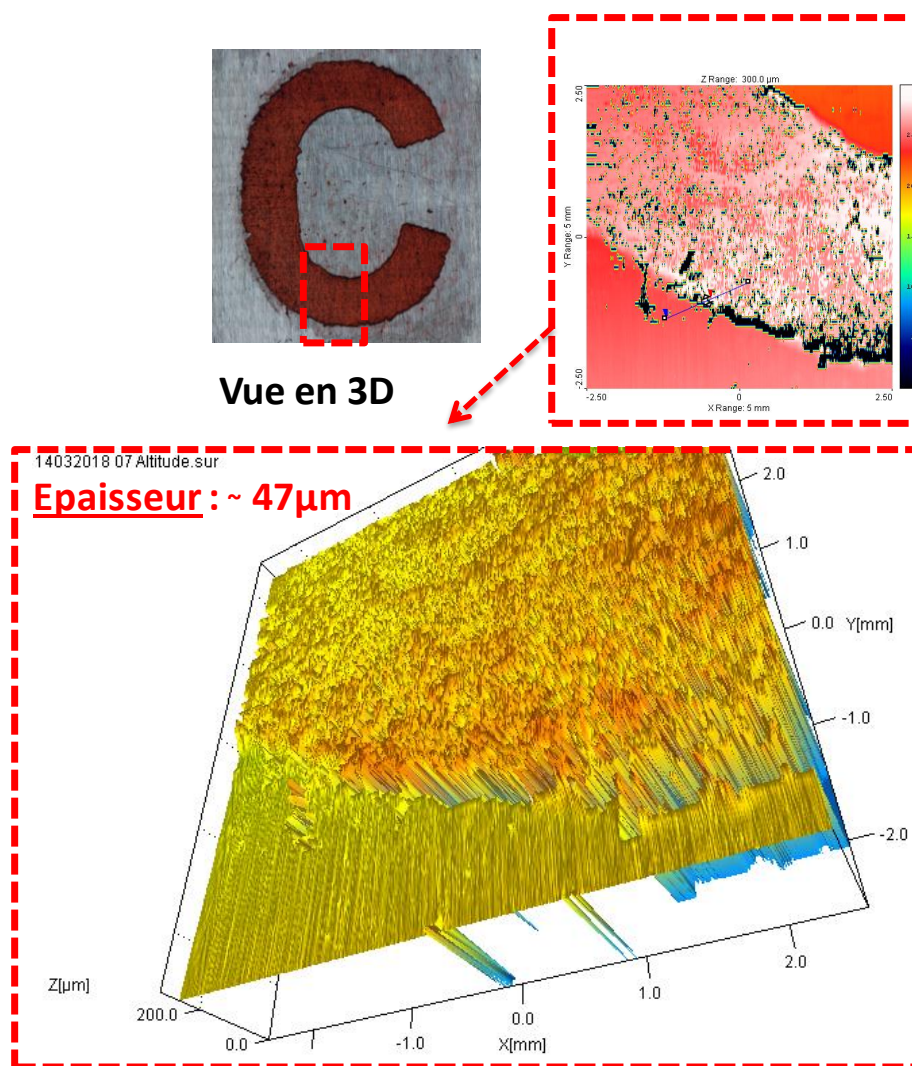 C
Z Range: 300.0 µm
2.50
0
-2.50
Y Range: 5 mm
-2.50
0
2.50
X Range: 5 mm
Vue en 3D
14032018 07 Altitude.sur
Epaisseur : ~ 47µm
2.0
1.0
0.0
Y[mm]
-1.0
-2.0
Z[µm]
200.0
0.0
-1.0
0.0
1.0
2.0
X[mm]